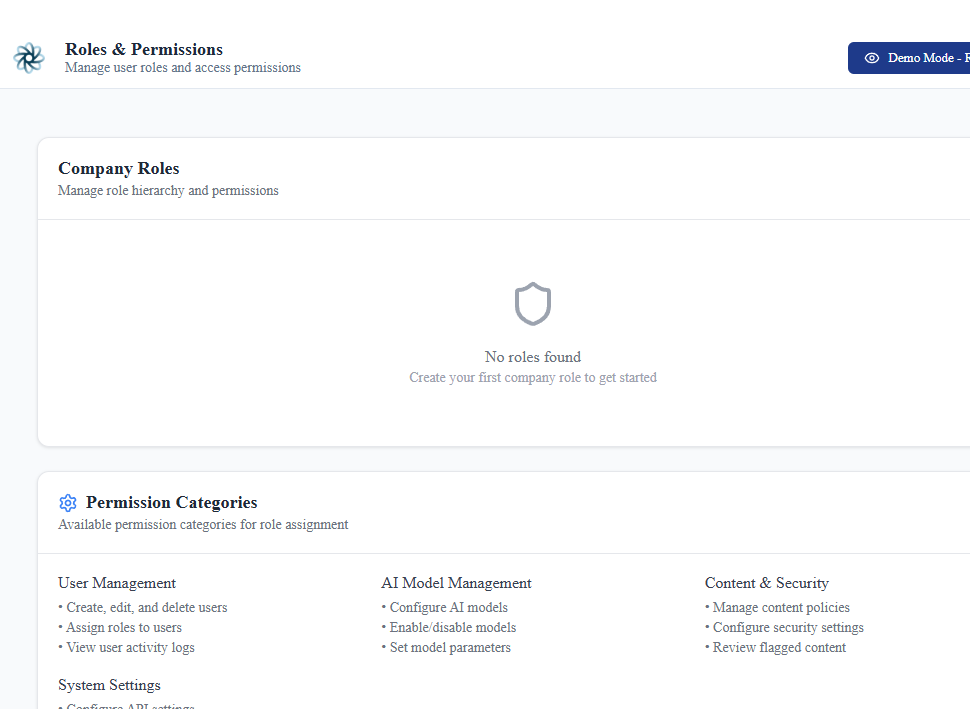 Roles & Permissions
Manage user roles and access permissions
Demo Mode -
Company Roles
Manage role hierarchy and permissions
No roles found
Create your first company role to get started
Permission Categories
Available permission categories for role assignment
User Management
• Create, edit, and delete users
• Assign roles to users
• View user activity logs
AI Model Management
• Configure AI models
• Enable/disable models
• Set model parameters
Content & Security
• Manage content policies
• Configure security settings
• Review flagged content
System Settings
• Configure API settings